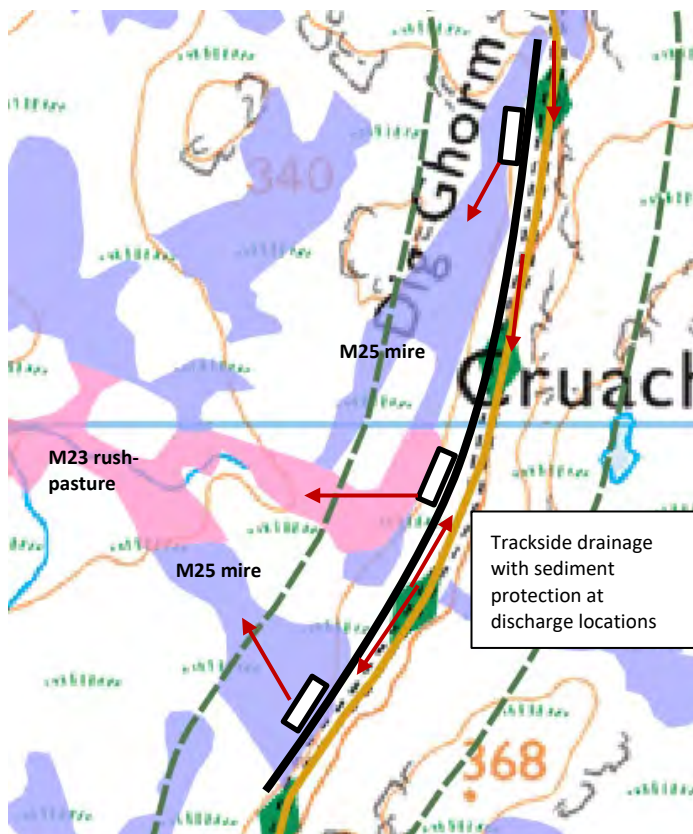 Dig-Ghorm
340
M25 mire
Cruach
M23 rush-
pasture
Trackside drainage
with sediment
protection at
discharge locations
M25 mire
368